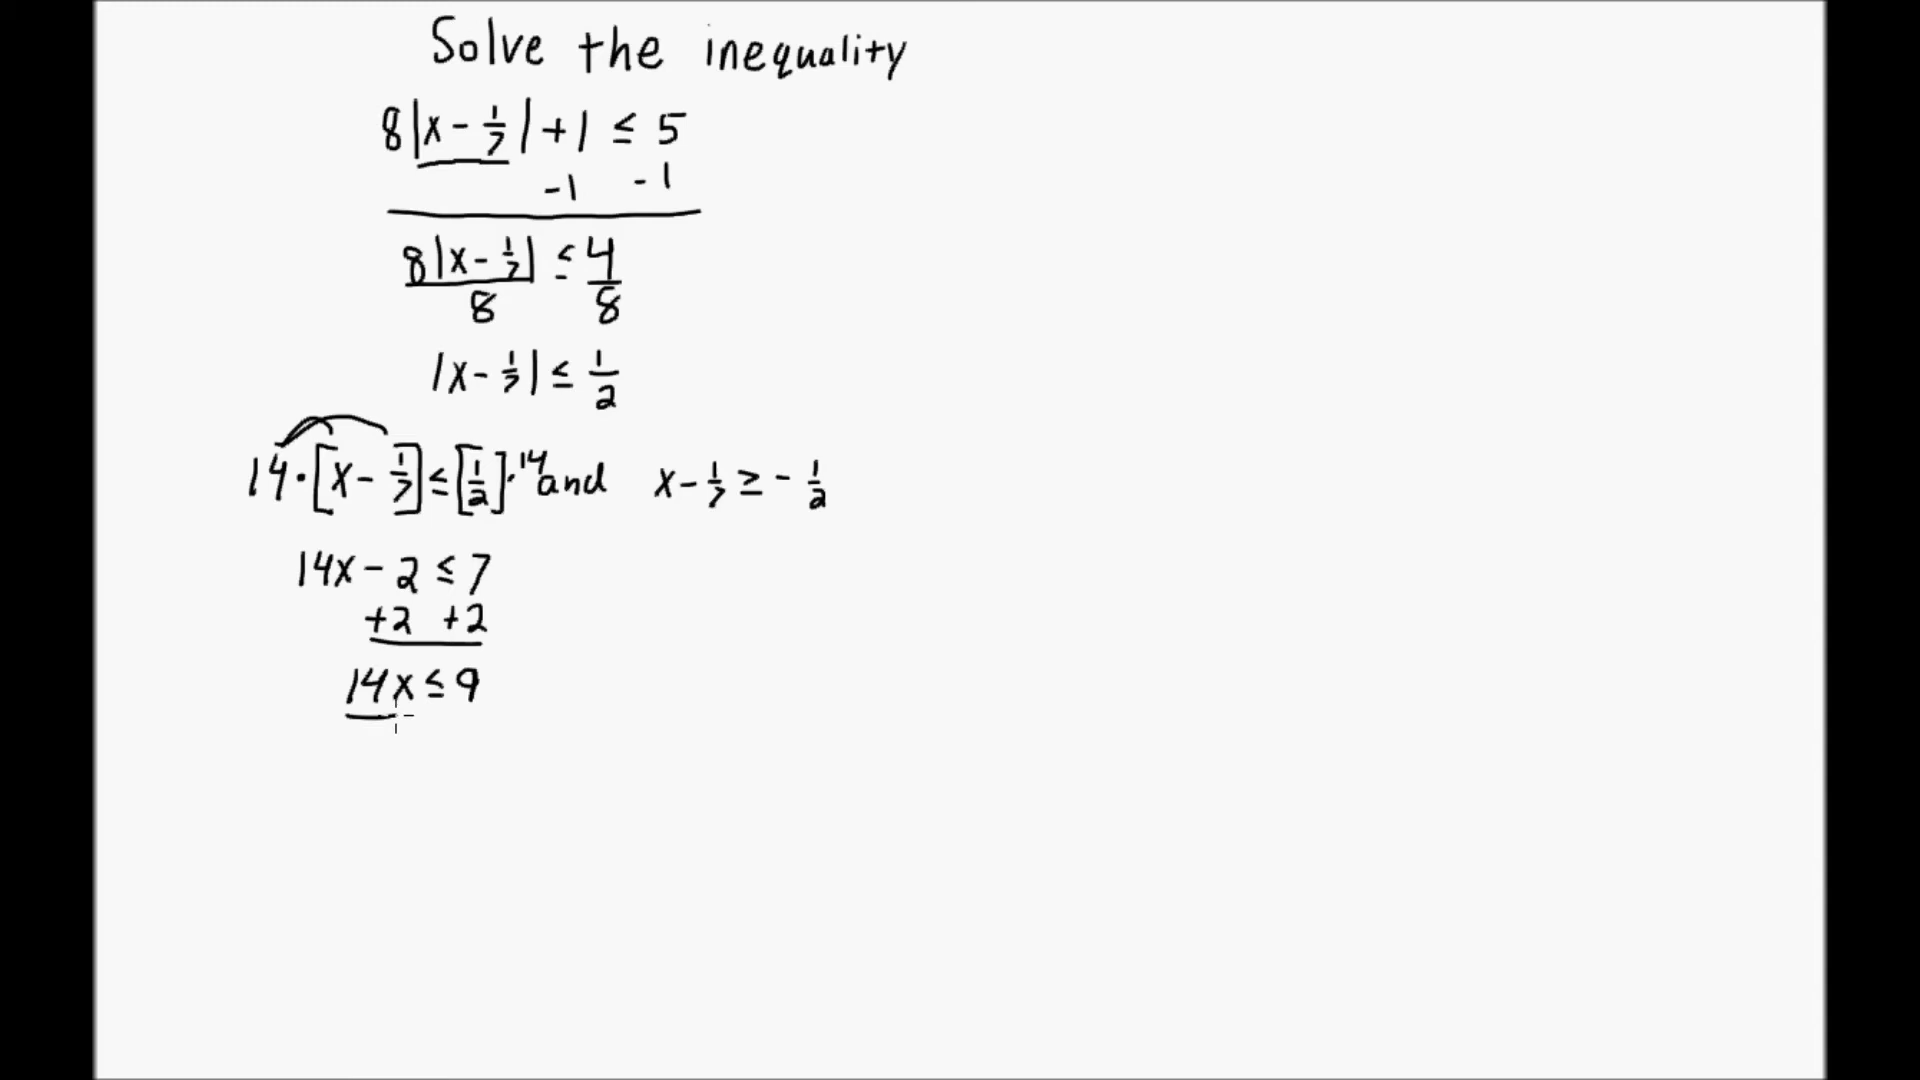 Solve the inequality
8|x - 1/7| + 1 ≤ 5
-1 -1
8|x - 1/7| ≤ 4
8 8
|x - 1/7| ≤ 1/2
14 · [x - 1/7] ≤ [1/2] · 14 and x - 1/7 ≥ - 1/2
14x - 2 ≤ 7
+2 +2
14x ≤ 9